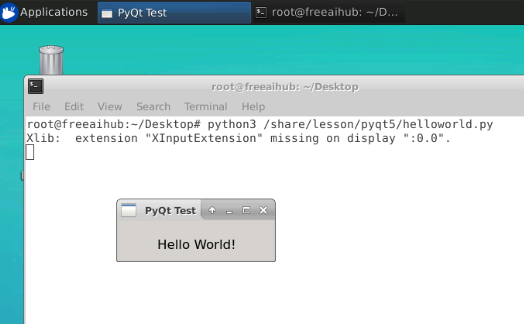 Applications
PyQt Test
root@freeaihub: ~/D...
root@freeaihub: ~/Desktop
File Edit View Search Terminal Help
root@freeaihub:~/Desktop# python3 /share/lesson/pyqt5/helloworld.py
Xlib:  extension "XInputExtension" missing on display ":0.0".
PyQt Test
Hello World!